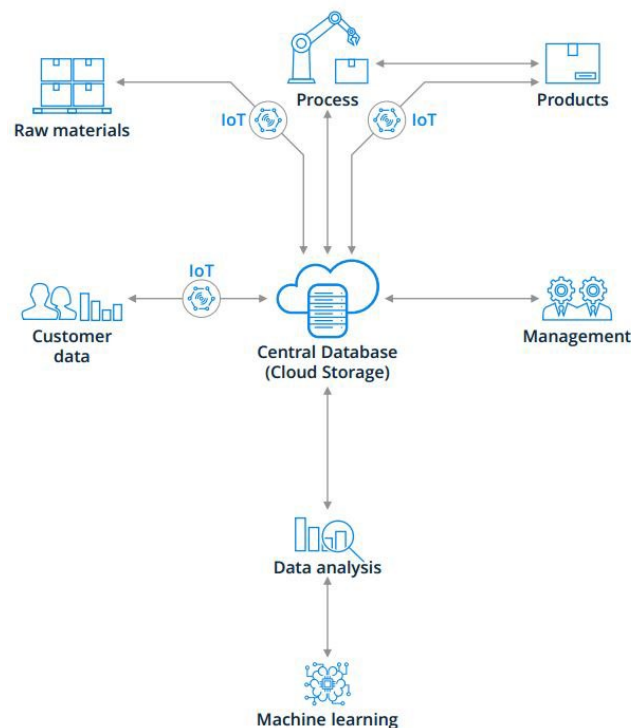 Process
Products
Raw materials
IoT
IoT
IoT
Customer
data
Central Database
(Cloud Storage)
Management
Data analysis
Machine learning